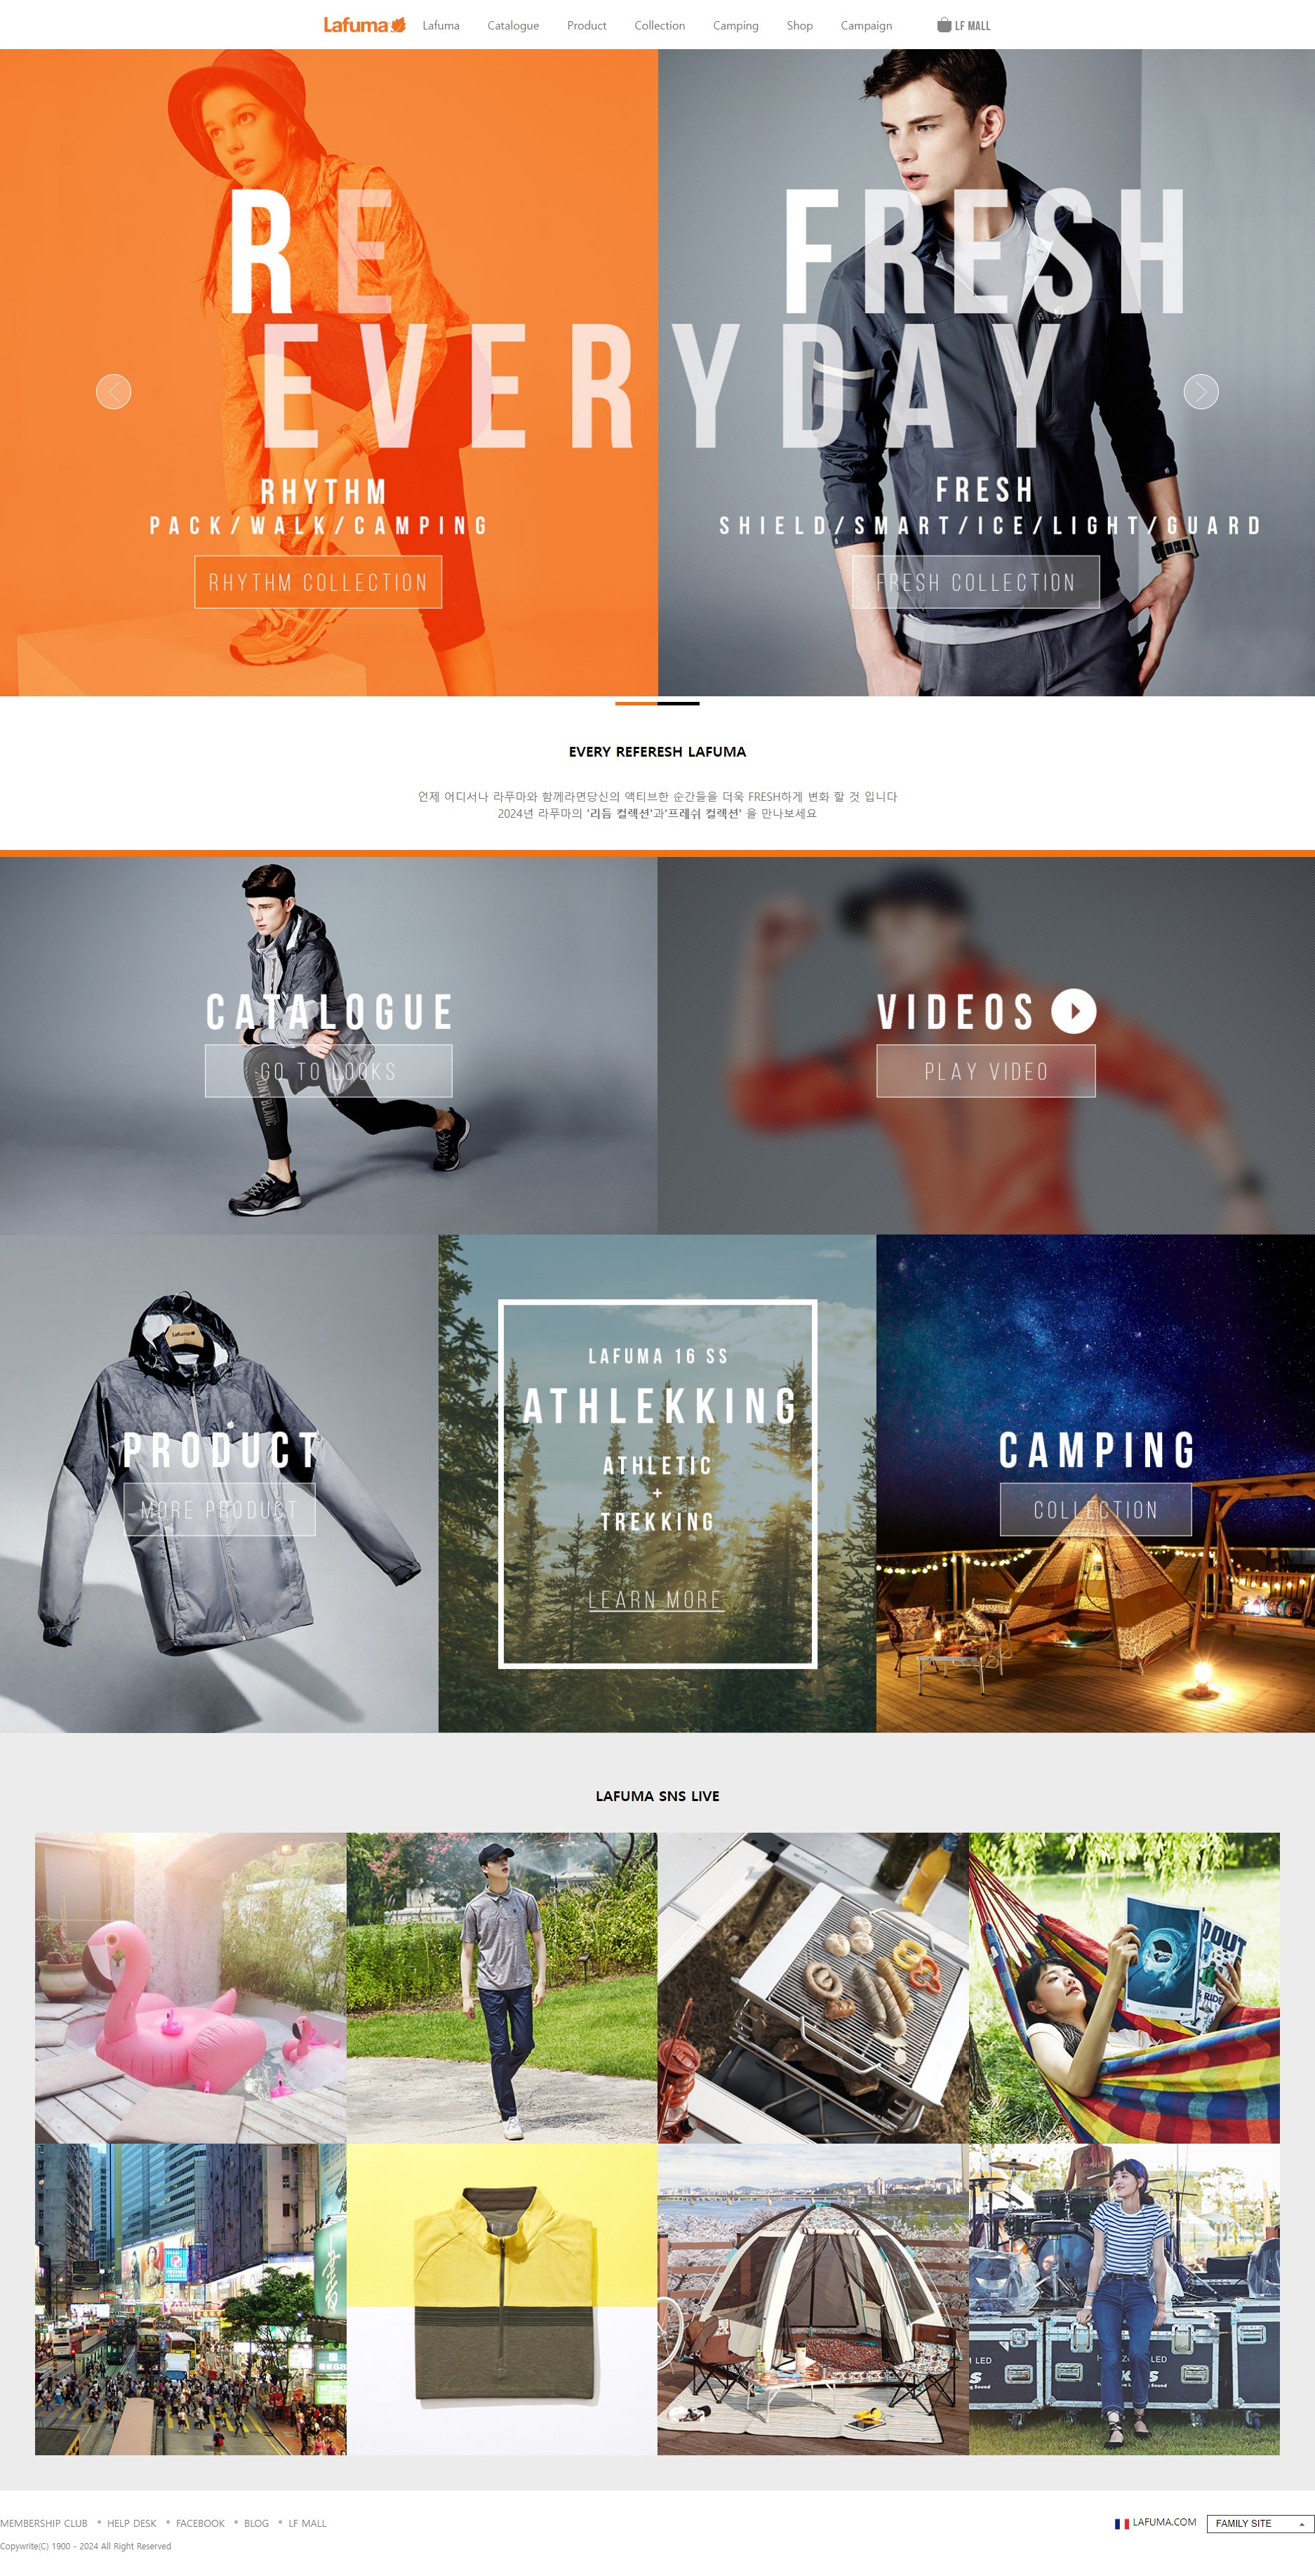 Lafuma
Lafuma Catalogue Product Collection Camping Shop Campaign
LF MALL
RE FRESH
EVERYDAY
RHYTHM
PACK/WALK/CAMPING
RHYTHM COLLECTION
FRESH
SHIELD/SMART/ICE/LIGHT/GUARD
FRESH COLLECTION
EVERY REFERESH LAFUMA
언제 어디서나 라푸마와 함께라면당신의 액티브한 순간들을 더욱 FRESH하게 변화 할 것 입니다
2024년 라푸마의 '리듬 컬렉션'과'프레쉬 컬렉션' 을 만나보세요
CATALOGUE
GO TO LOOKS
MONTBLANC
VIDEOS
PLAY VIDEO
Lafuma
PRODUCT
MORE PRODUCT
LAFUMA 16 SS
ATHLEKKING
ATHLETIC
+
TREKKING
LEARN MORE
CAMPING
COLLECTION
LAFUMA SNS LIVE
MEMBERSHIP CLUB • HELP DESK • FACEBOOK • BLOG • LF MALL
LAFUMA.COM
FAMILY SITE
Copywrite(C) 1900 - 2024 All Right Reserved